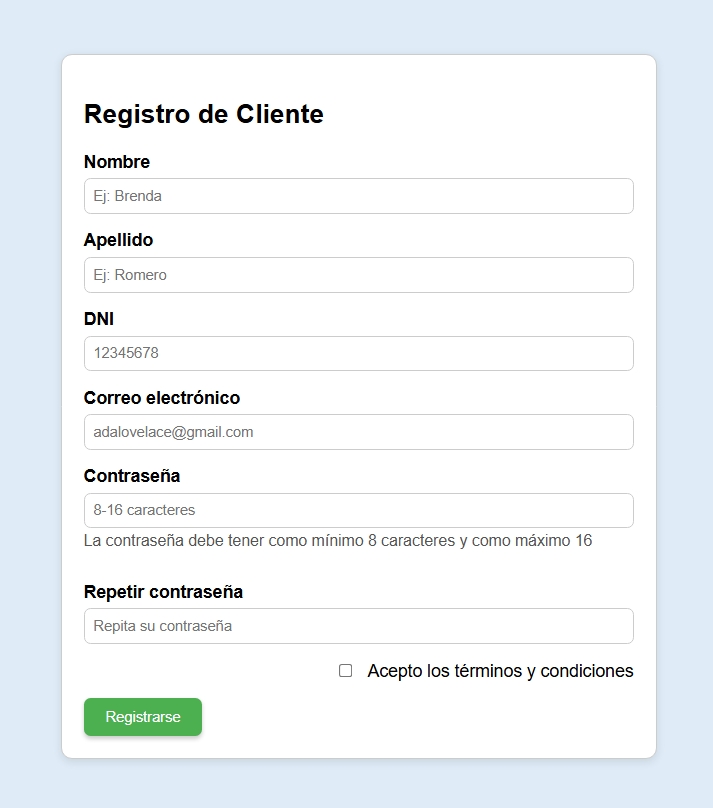 Registro de Cliente
Nombre
Ej: Brenda
Apellido
Ej: Romero
DNI
12345678
Correo electrónico
adalovelace@gmail.com
Contraseña
8-16 caracteres
La contraseña debe tener como mínimo 8 caracteres y como máximo 16
Repetir contraseña
Repita su contraseña
Acepto los términos y condiciones
Registrarse